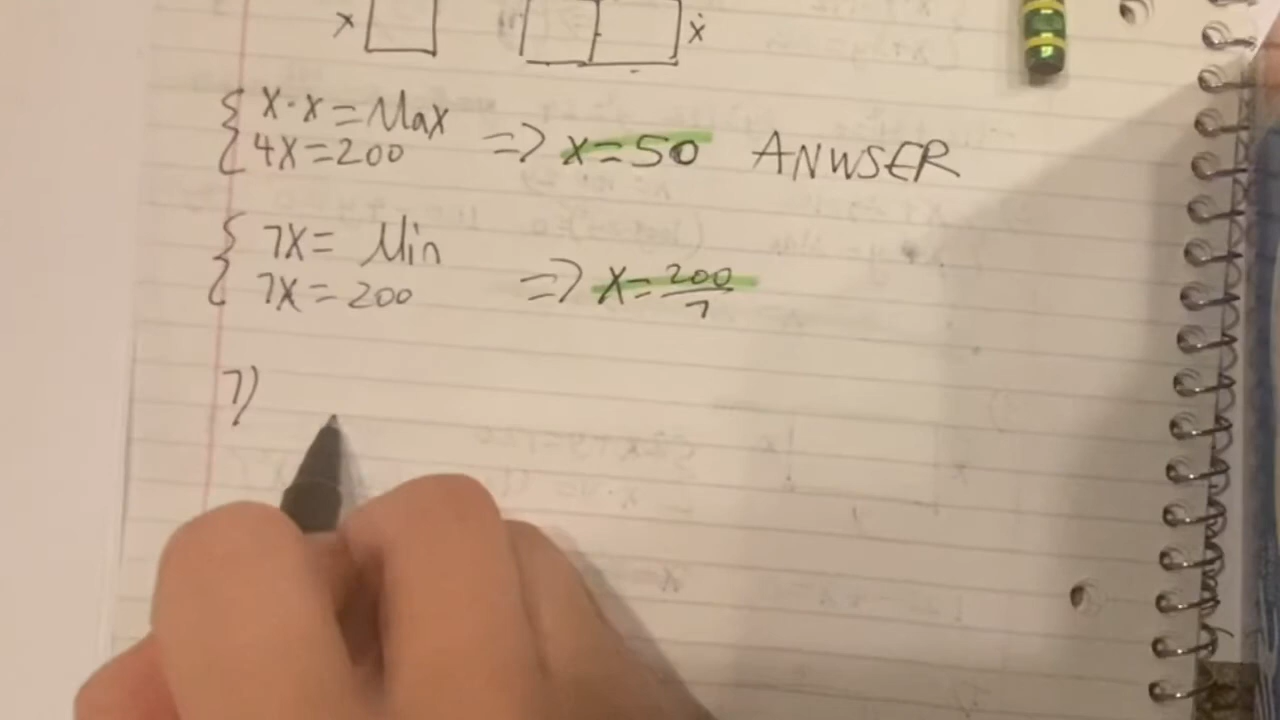 x ẋ
x·x=Max
4x=200 => x=50 ANWSER
7x= Min
7x=200 => x=200/7
7)